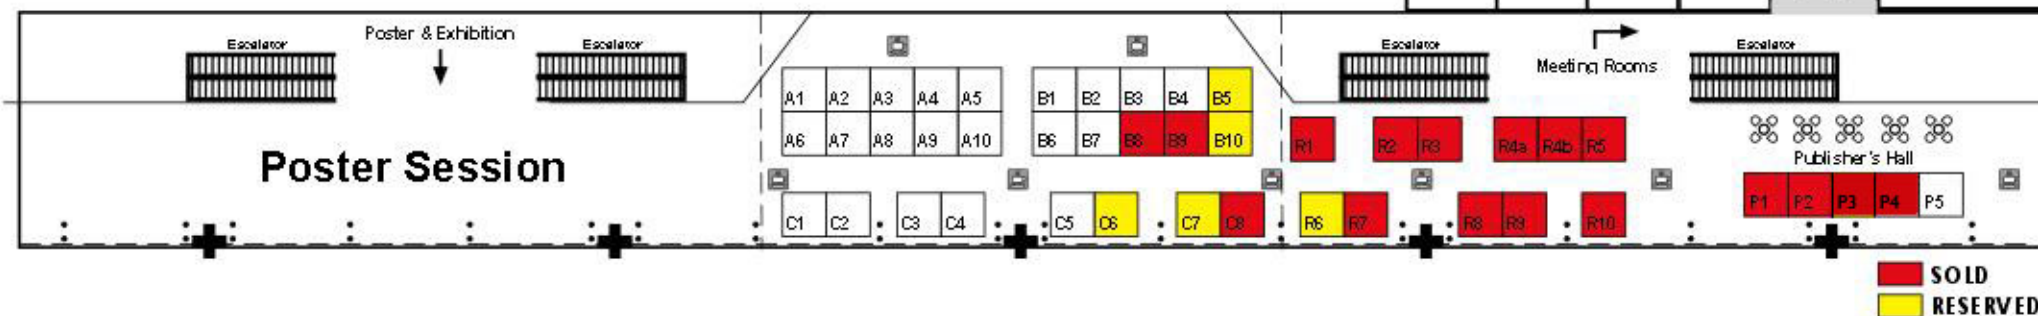 Poster & Exhibition
Escalator
Escalator
Escalator
Escalator
Meeting Rooms
A1 A2 A3 A4 A5
B1 B2 B3 B4 B5
A6 A7 A8 A9 A10
B6 B7 B8 B9 B10
R1 R2 R3 R4a R4b R5
Poster Session
Publisher's Hall
P1 P2 P3 P4 P5
C1 C2 C3 C4 C5 C6 C7 C8
R6 R7 R8 R9 R10
SOLD
RESERVED